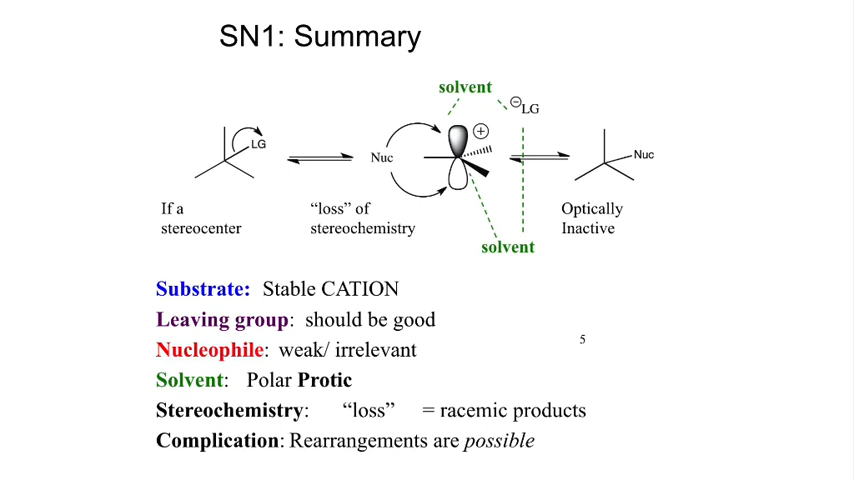 SN1: Summary
solvent
⊖LG
LG
Nuc
⊕
Nuc
If a
stereocenter
"loss" of
stereochemistry
Optically
Inactive
solvent
Substrate: Stable CATION
Leaving group: should be good
Nucleophile: weak/ irrelevant
5
Solvent: Polar Protic
Stereochemistry: "loss" = racemic products
Complication: Rearrangements are possible